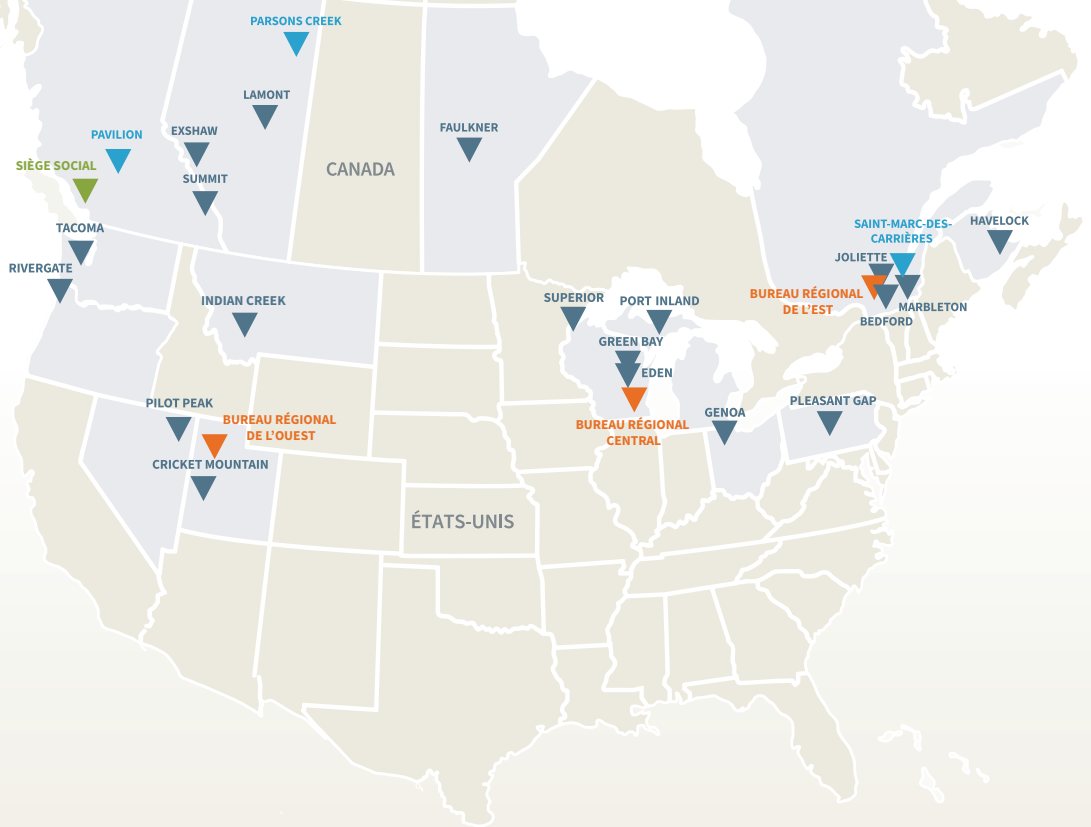 PARSONS CREEK
LAMONT
FAULKNER
EXSHAW
PAVILION
SIÈGE SOCIAL
CANADA
SUMMIT
TACOMA
RIVERGATE
SAINT-MARC-DES-
CARRIÈRES
HAVELOCK
JOLIETTE
BUREAU RÉGIONAL
DE L'EST
MARBLETON
BEDFORD
INDIAN CREEK
SUPERIOR
PORT INLAND
GREEN BAY
EDEN
BUREAU RÉGIONAL
CENTRAL
GENOA
PLEASANT GAP
PILOT PEAK
BUREAU RÉGIONAL
DE L'OUEST
CRICKET MOUNTAIN
ÉTATS-UNIS